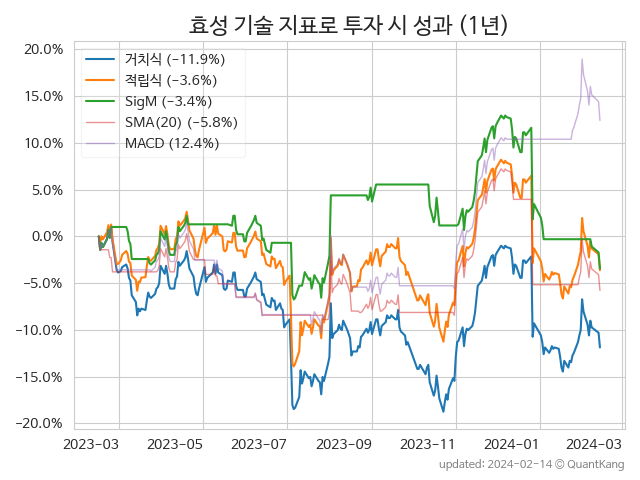 효성 기술 지표로 투자 시 성과 (1년)
20.0%
15.0%
10.0%
5.0%
0.0%
−5.0%
−10.0%
−15.0%
−20.0%
거치식 (−11.9%)
적립식 (−3.6%)
SigM (−3.4%)
SMA(20) (−5.8%)
MACD (12.4%)
2023-03 2023-05 2023-07 2023-09 2023-11 2024-01 2024-03
updated: 2024-02-14 @ QuantKang